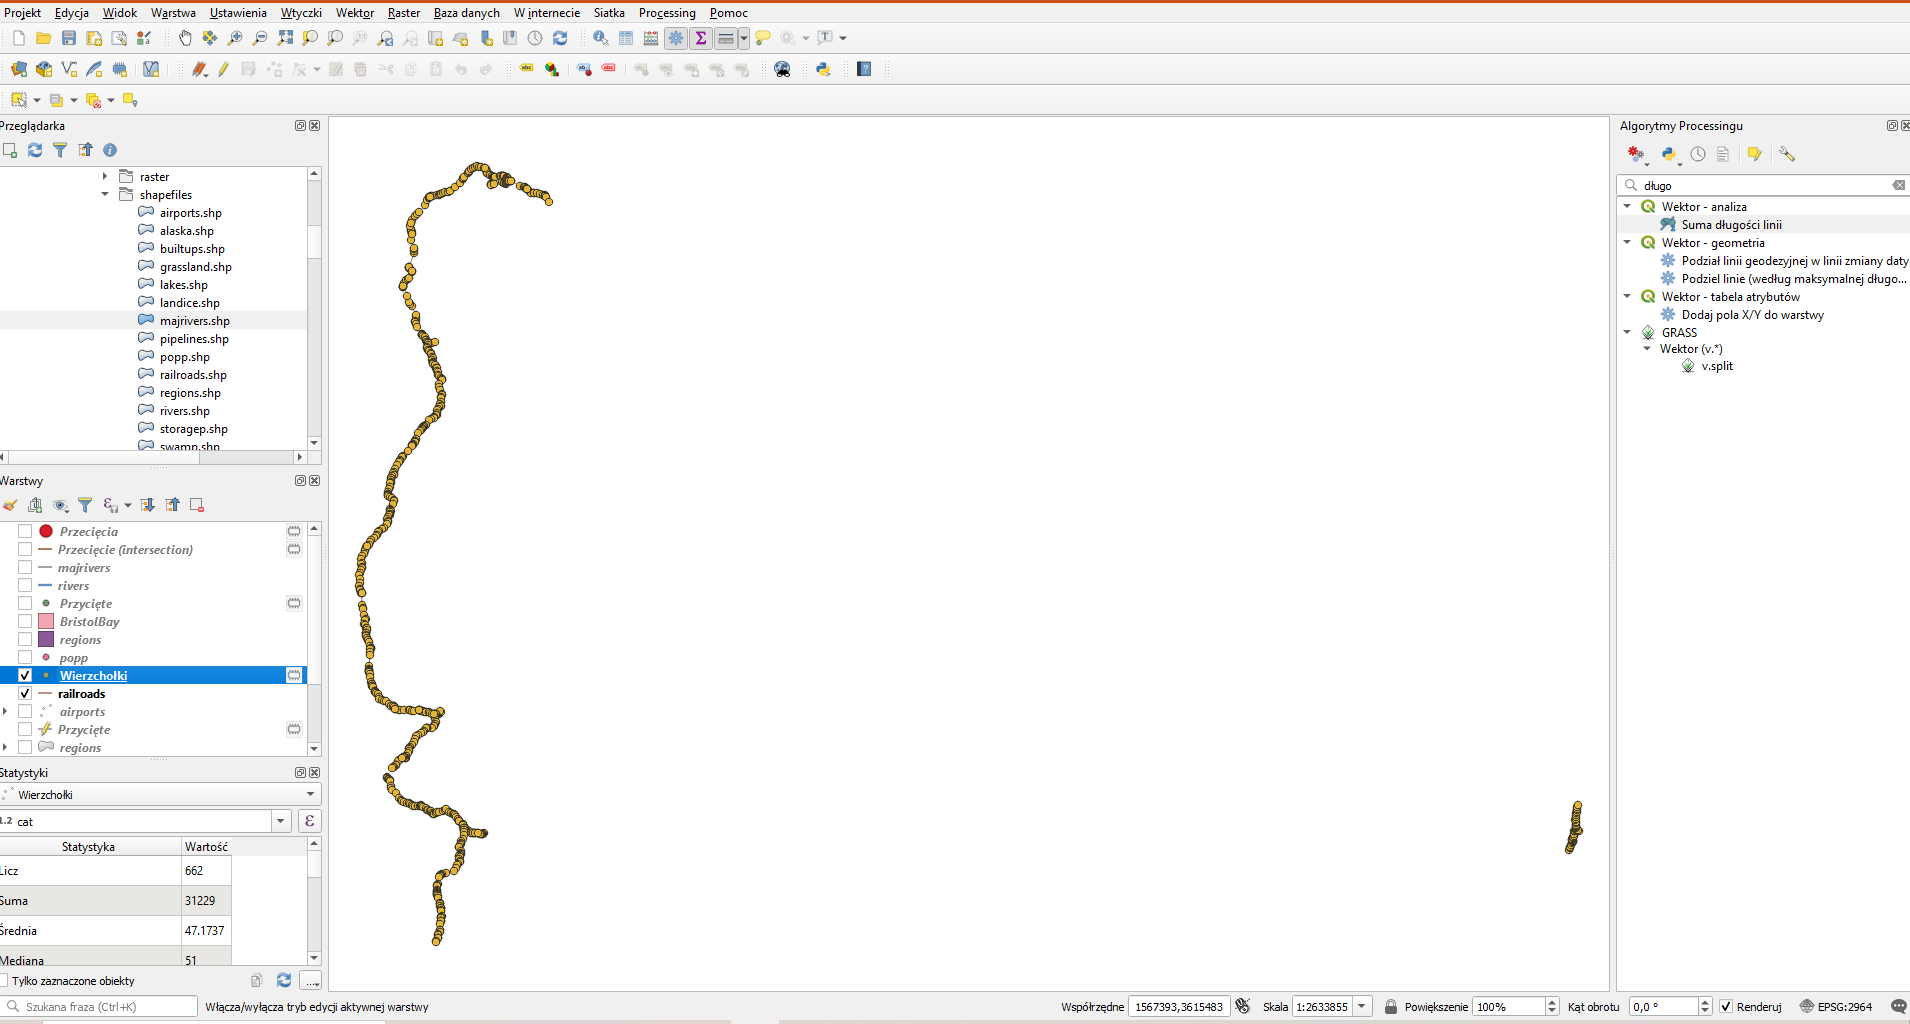 Projekt Edycja Widok Warstwa Ustawienia Wtyczki Wektor Raster Baza danych W internecie Siatka Processing Pomoc
Przeglądarka
raster
shapefiles
airports.shp
alaska.shp
builtups.shp
grassland.shp
lakes.shp
landice.shp
majrivers.shp
pipelines.shp
popp.shp
railroads.shp
regions.shp
rivers.shp
storagep.shp
swamp.shp
Warstwy
Przecięcia
Przecięcie (intersection)
majrivers
rivers
Przycięte
BristolBay
regions
popp
Wierzchołki
railroads
airports
Przycięte
regions
Statystyki
Wierzchołki
1.2 cat
Statystyka Wartość
Licz 662
Suma 31229
Średnia 47.1737
Mediana 51
Tylko zaznaczone obiekty
Algorytmy Processingu
długo
Wektor - analiza
Suma długości linii
Wektor - geometria
Podział linii geodezyjnej w linii zmiany daty
Podziel linie (według maksymalnej długo...
Wektor - tabela atrybutów
Dodaj pola X/Y do warstwy
GRASS
Wektor (v.*)
v.split
Szukana fraza (Ctrl+K) Włącza/wyłącza tryb edycji aktywnej warstwy Współrzędne 1567393,3615483 Skala 1:2633855 Powiększenie 100% Kąt obrotu 0,0 ° Renderuj EPSG:2964